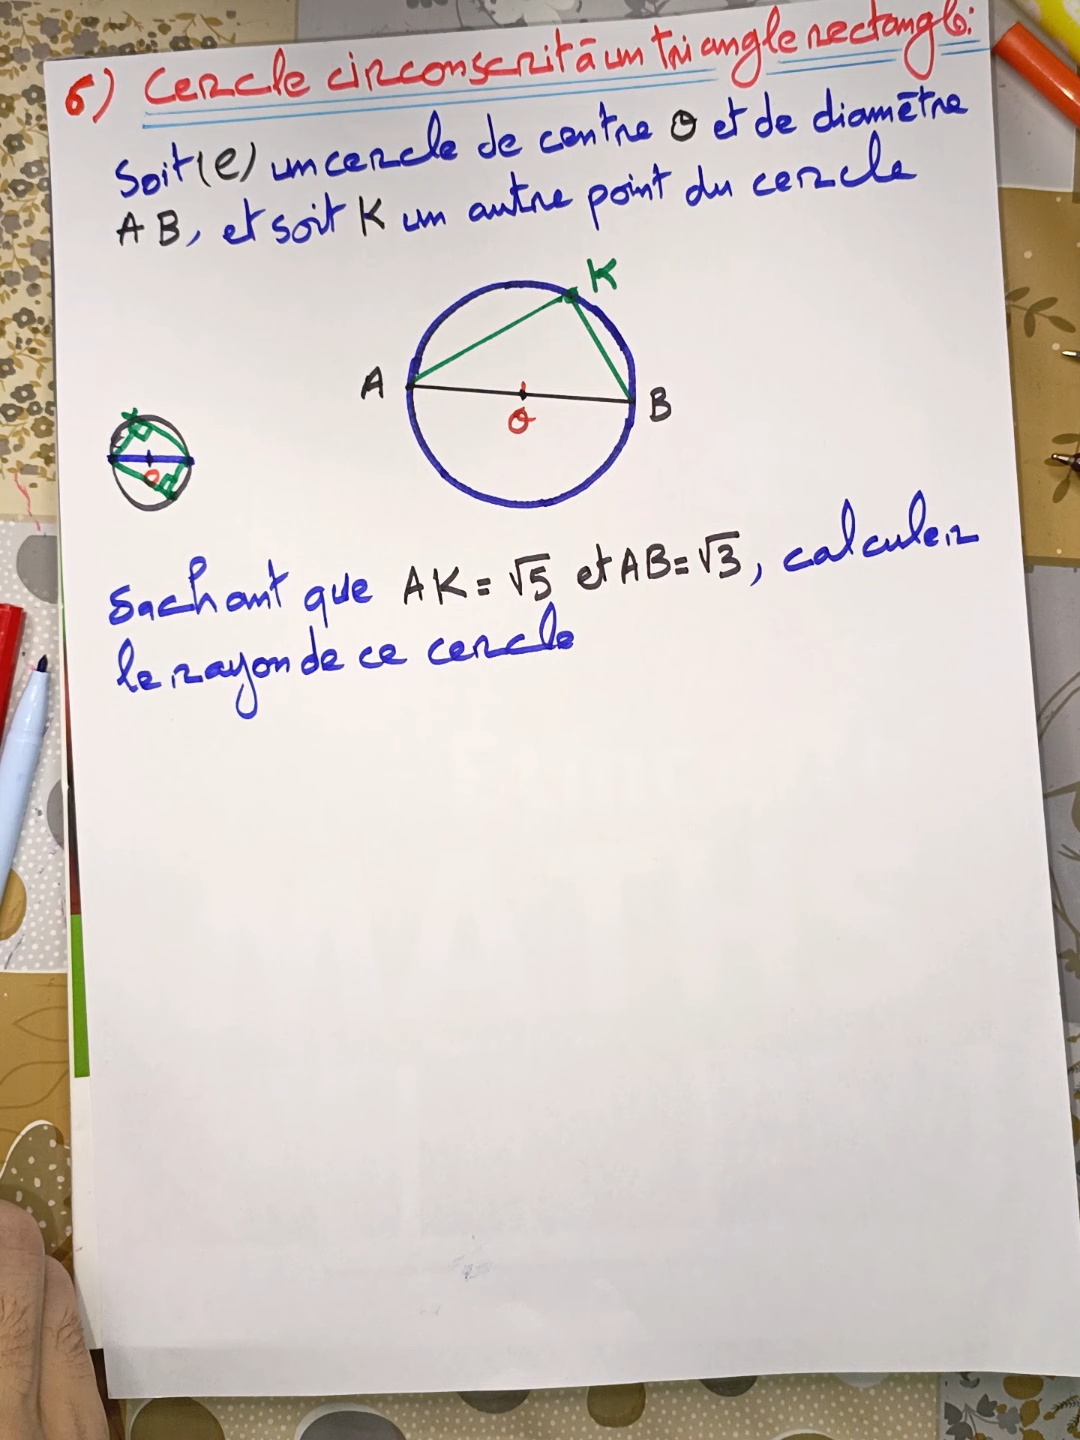 6) Cercle circonscrit à un triangle rectangle:
Soit (C) un cercle de centre O et de diamètre
AB, et soit K un autre point du cercle
K
A
B
O
O
Sachant que AK = √5 et AB = √3, calculer
le rayon de ce cercle